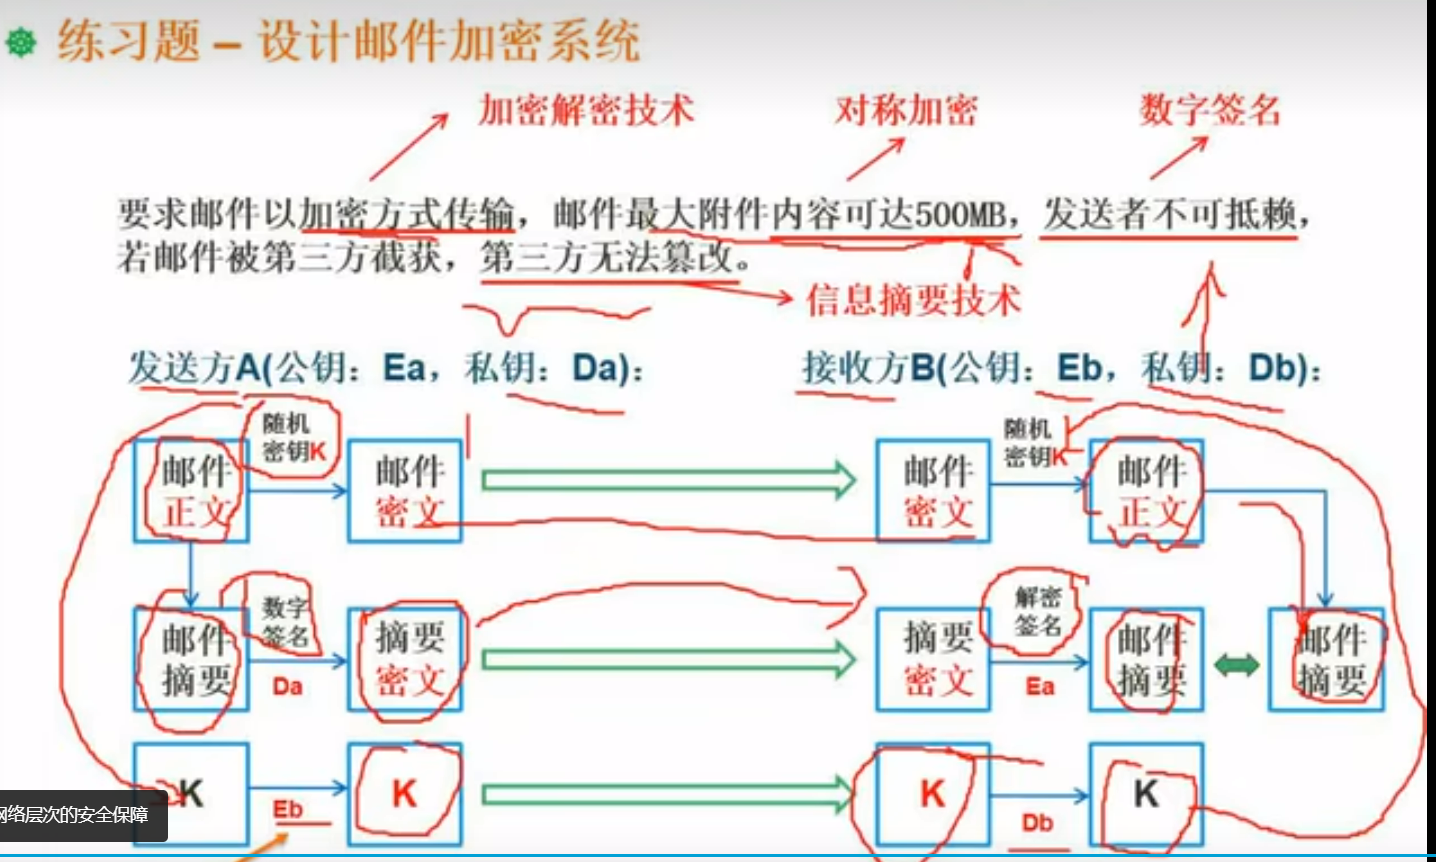 练习题 – 设计邮件加密系统
加密解密技术 对称加密 数字签名
要求邮件以加密方式传输，邮件最大附件内容可达500MB，发送者不可抵赖，
若邮件被第三方截获，第三方无法篡改。
信息摘要技术
发送方A(公钥：Ea，私钥：Da)：
接收方B(公钥：Eb，私钥：Db)：
随机
密钥K
邮件
正文
邮件
密文
邮件
密文
随机
密钥K
邮件
正文
邮件
摘要
数字
签名
Da
摘要
密文
摘要
密文
解密
签名
Ea
邮件
摘要
邮件
摘要
K
Eb
K
K
Db
K
网络层次的安全保障